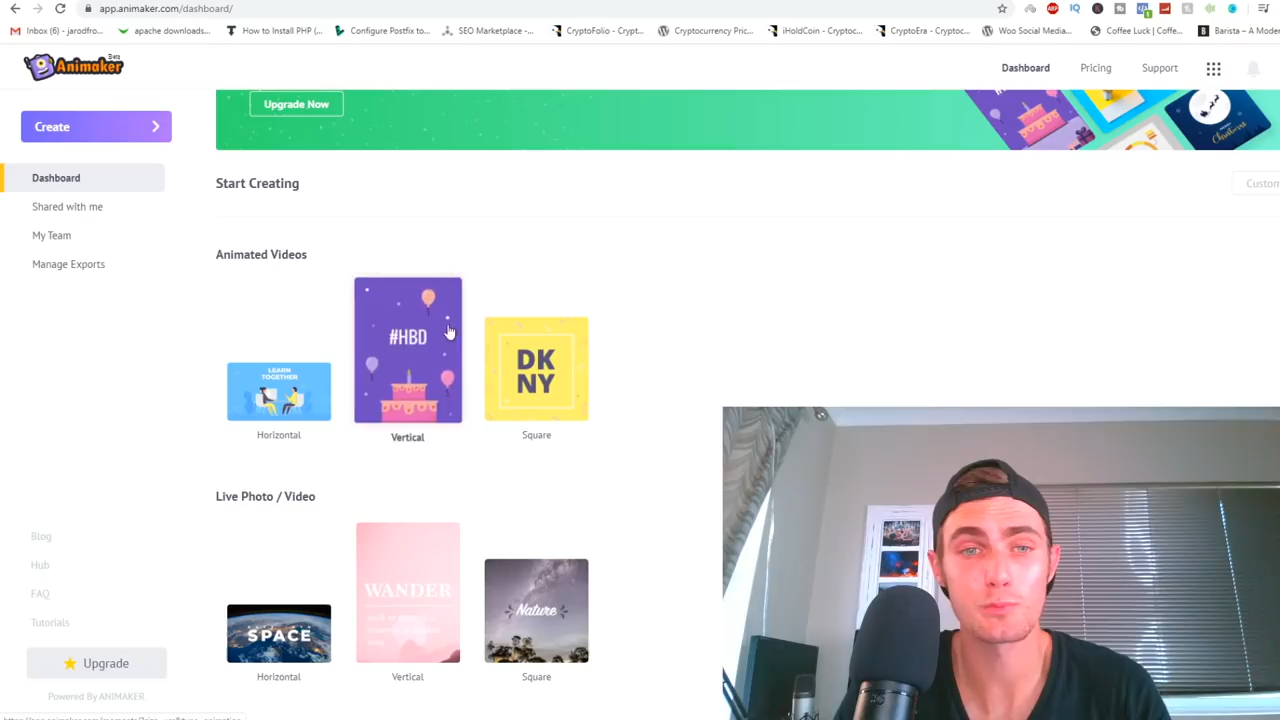 app.animaker.com/dashboard/
Inbox (6) - jarodfro...
apache downloads...
How to Install PHP (...
Configure Postfix to...
SEO Marketplace -...
CryptoFolio - Crypt...
Cryptocurrency Pric...
iHoldCoin - Cryptoc...
CryptoEra - Cryptoc...
Woo Social Media...
Coffee Luck | Coffe...
Barista – A Moder
Animaker
Beta
Dashboard
Pricing
Support
Create
Upgrade Now
Dashboard
Shared with me
My Team
Manage Exports
Start Creating
Custom
Animated Videos
LEARN
TOGETHER
#HBD
DK
NY
Horizontal
Vertical
Square
Live Photo / Video
SPACE
WANDER
Nature
Horizontal
Vertical
Square
Blog
Hub
FAQ
Tutorials
Upgrade
Powered By ANIMAKER